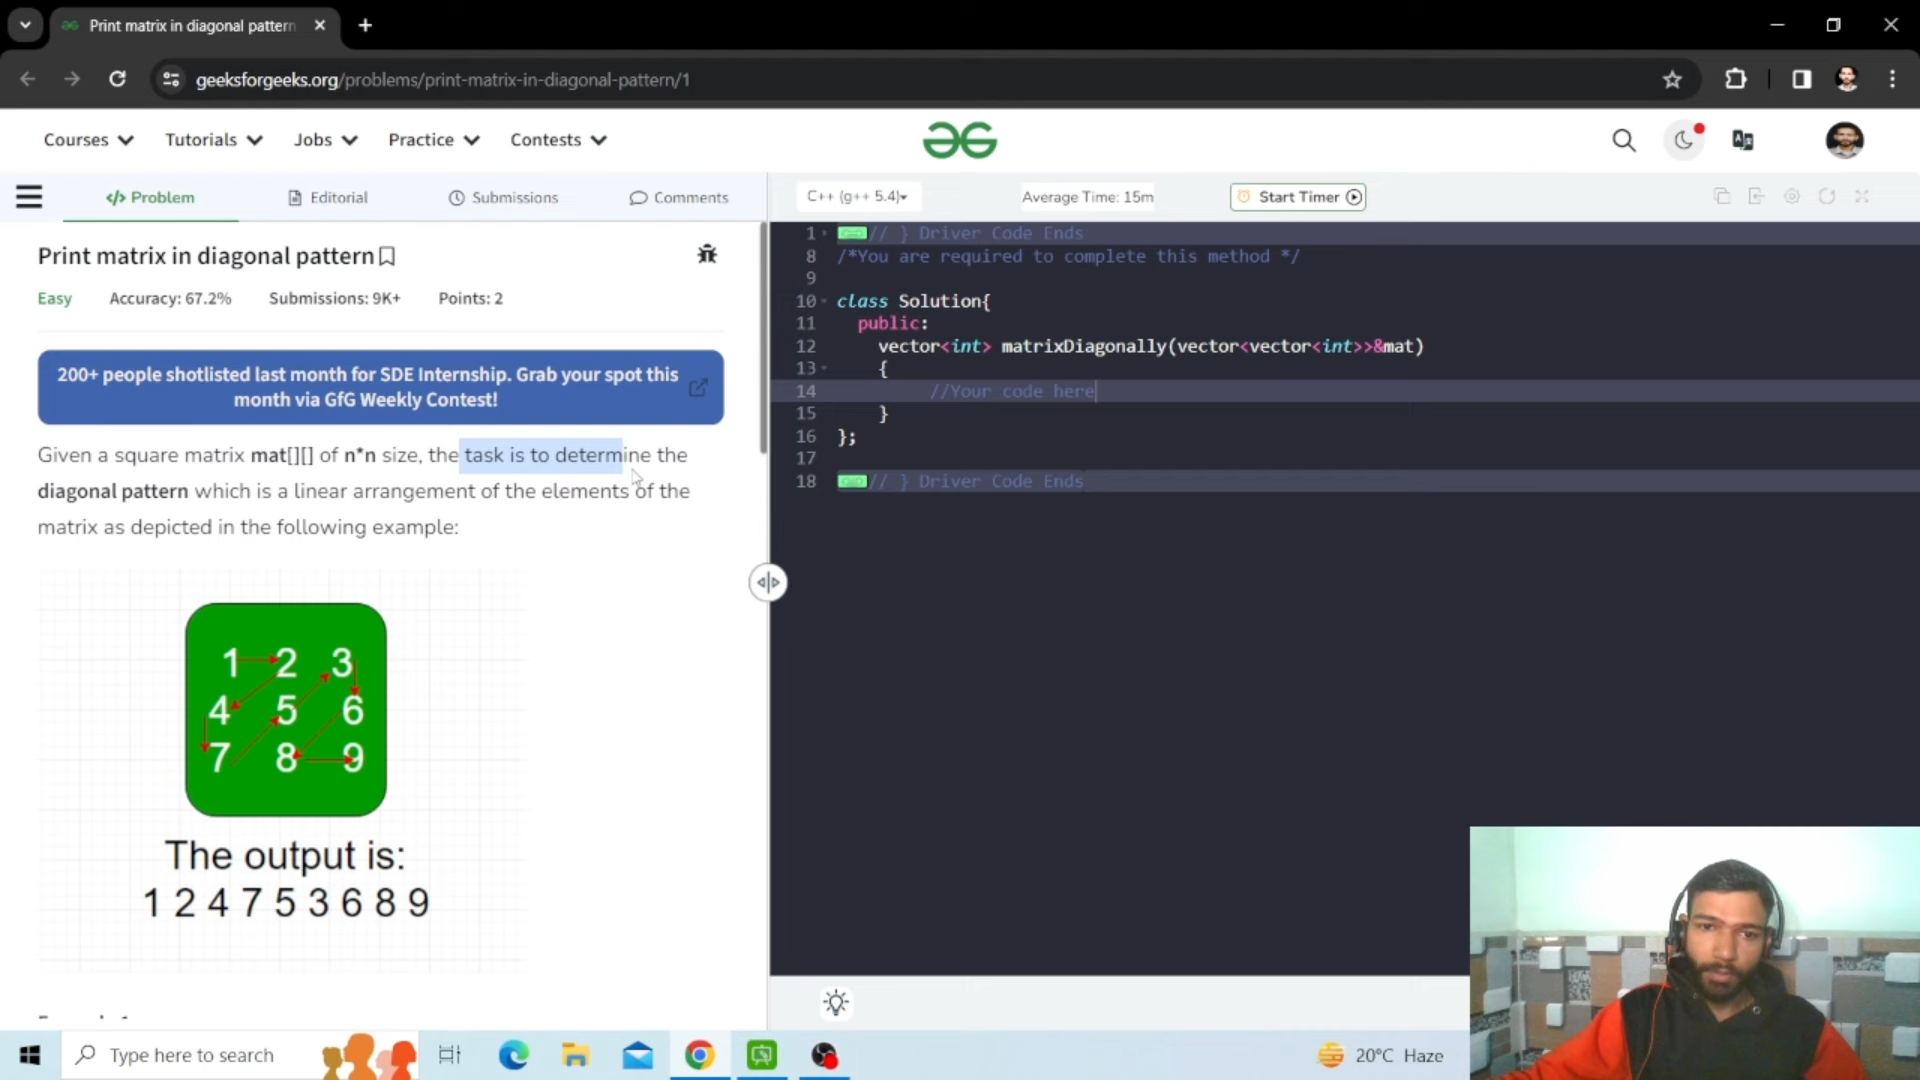 Print matrix in diagonal pattern
geeksforgeeks.org/problems/print-matrix-in-diagonal-pattern/1
Courses Tutorials Jobs Practice Contests
</> Problem Editorial Submissions Comments
C++ (g++ 5.4) Average Time: 15m Start Timer
Print matrix in diagonal pattern
Easy Accuracy: 67.2% Submissions: 9K+ Points: 2
200+ people shotlisted last month for SDE Internship. Grab your spot this
month via GfG Weekly Contest!
Given a square matrix mat[][] of n*n size, the task is to determine the
diagonal pattern which is a linear arrangement of the elements of the
matrix as depicted in the following example:
1 2 3
4 5 6
7 8 9
The output is:
1 2 4 7 5 3 6 8 9
1 // } Driver Code Ends
8 /*You are required to complete this method */
9
10 class Solution{
11 public:
12 vector<int> matrixDiagonally(vector<vector<int>>&mat)
13 {
14 //Your code here
15 }
16 };
17
18 // } Driver Code Ends
Type here to search
20°C Haze